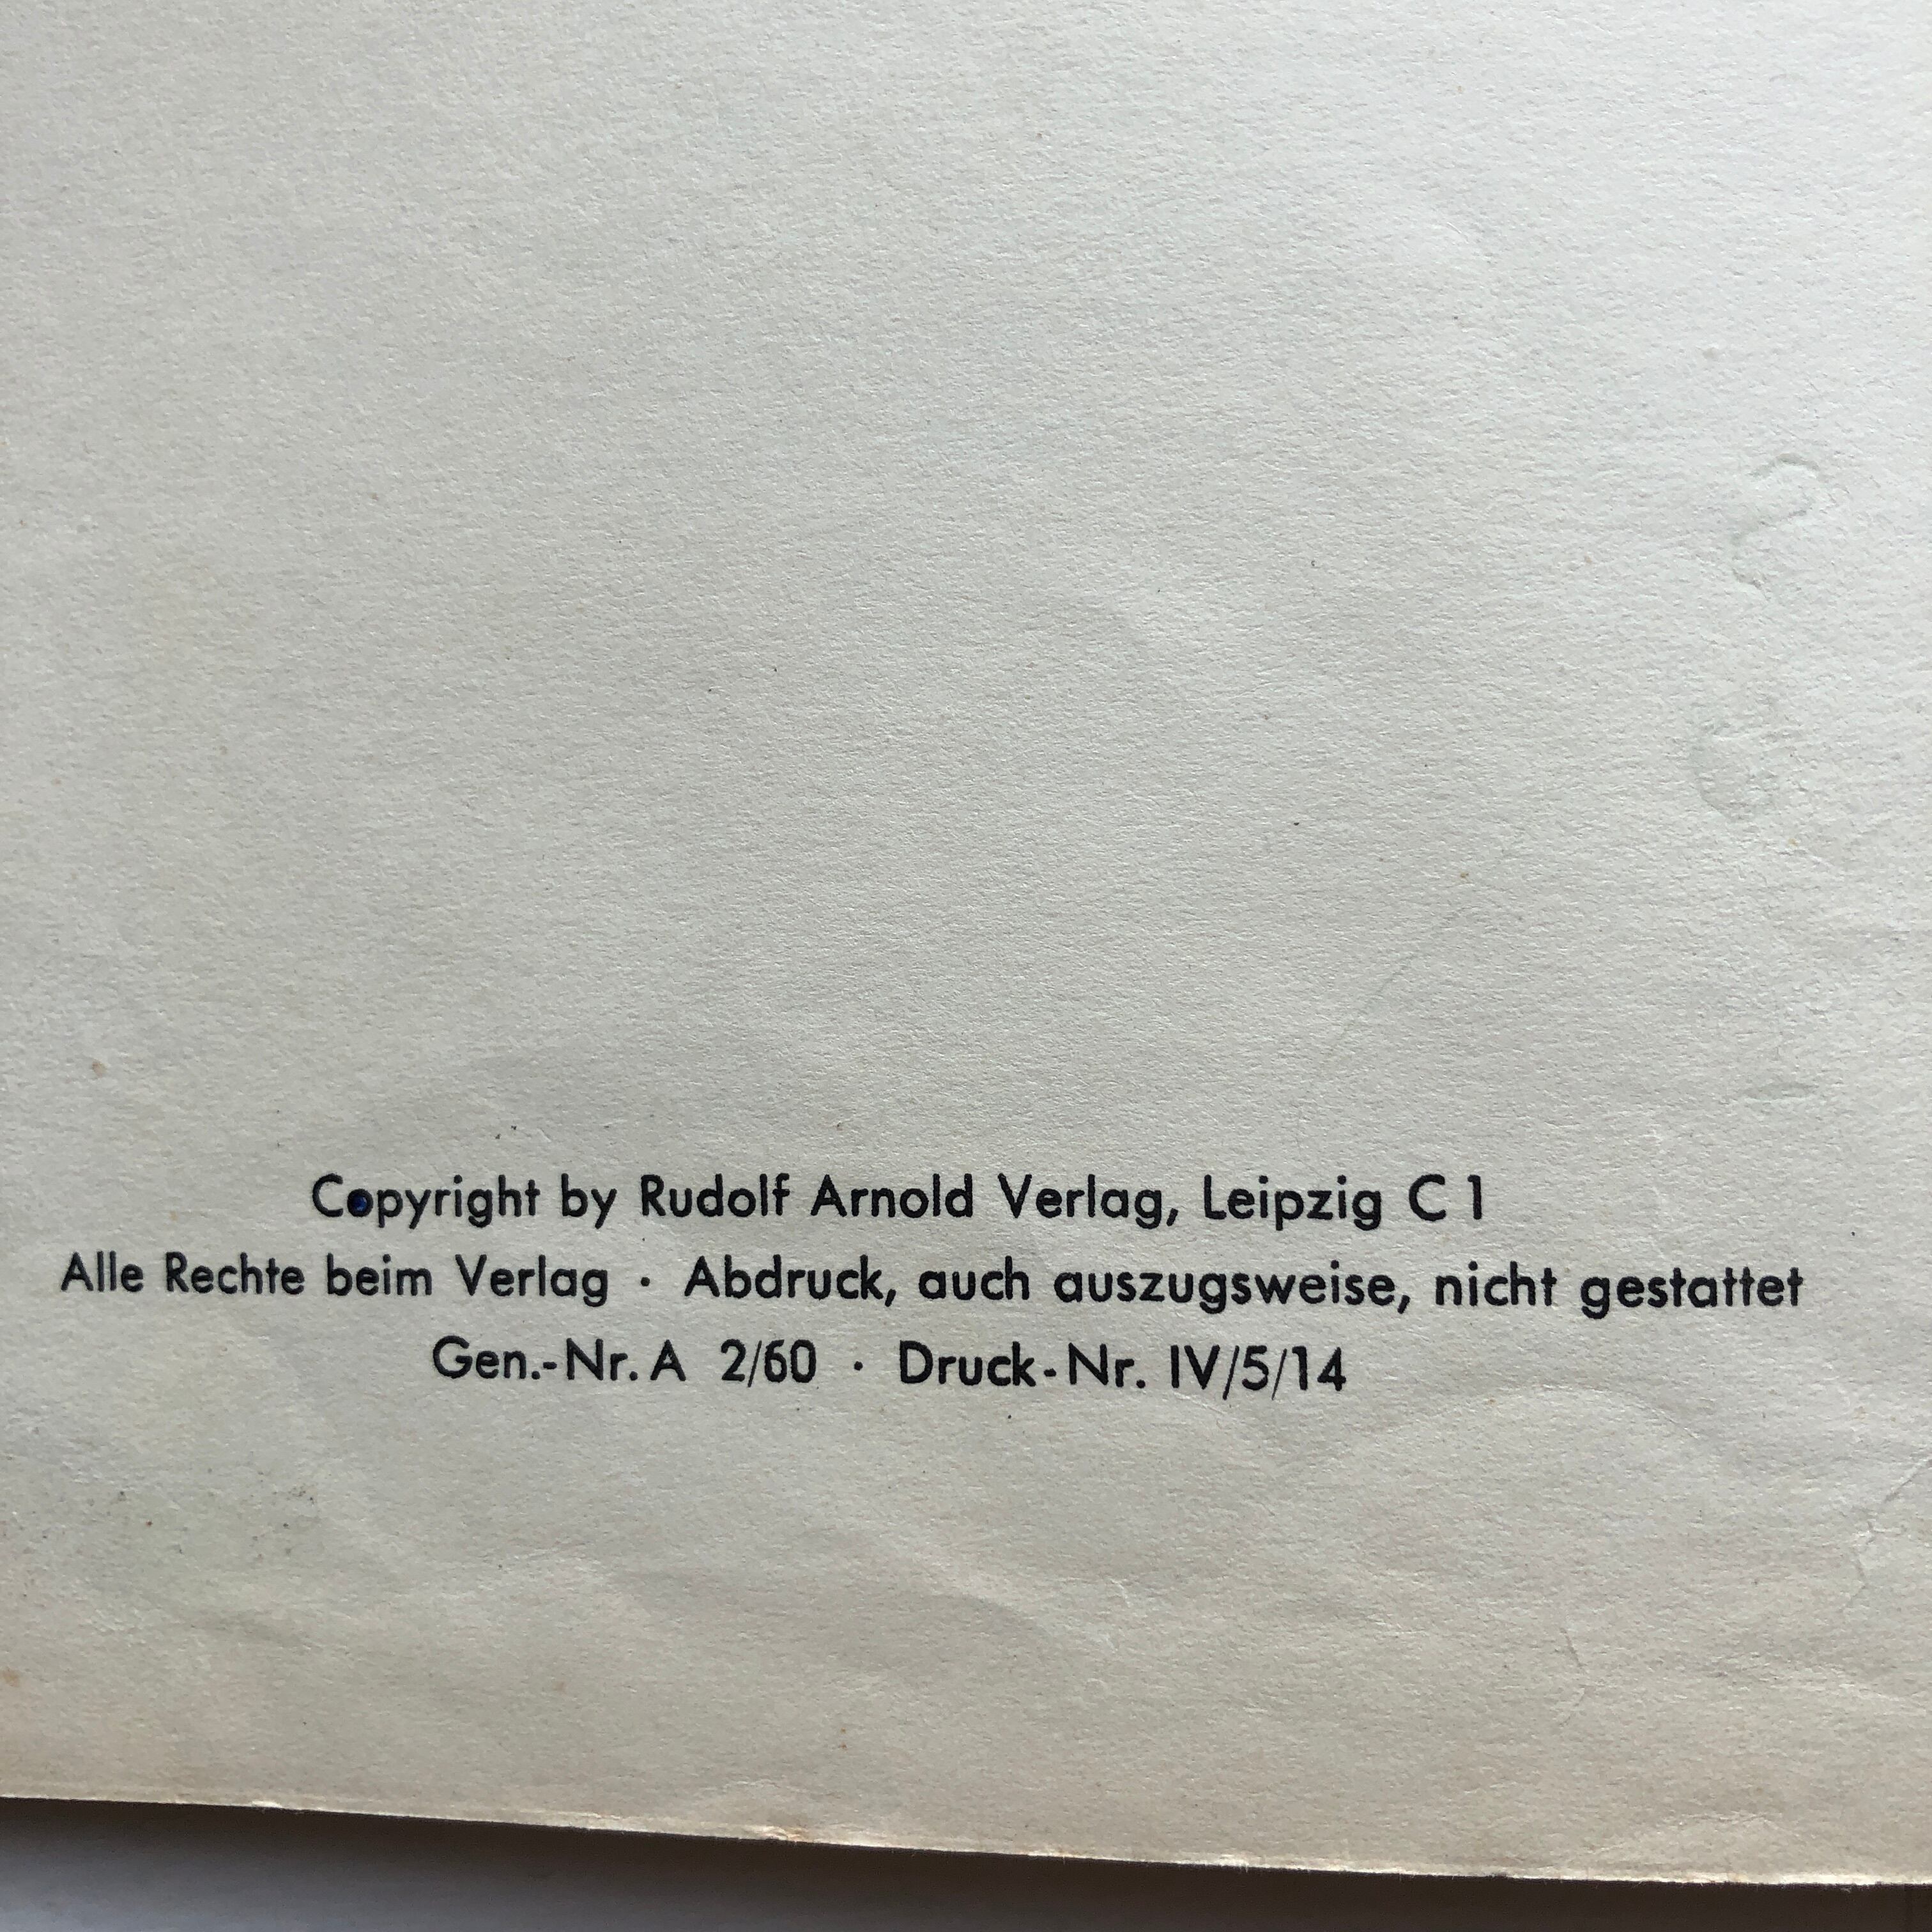 Copyright by Rudolf Arnold Verlag, Leipzig C 1
Alle Rechte beim Verlag · Abdruck, auch auszugsweise, nicht gestattet
Gen.-Nr. A 2/60 · Druck-Nr. IV/5/14